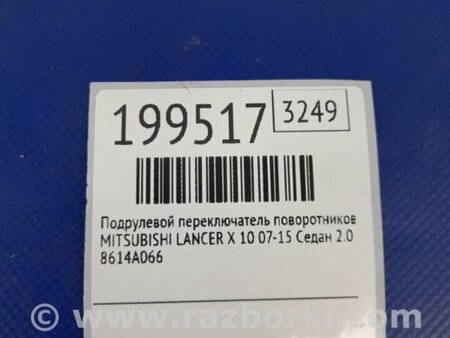 199517 3249
Подрулевой переключатель поворотников
MITSUBISHI LANCER X 10 07-15 Седан 2.0
8614A066
www.razborki.com